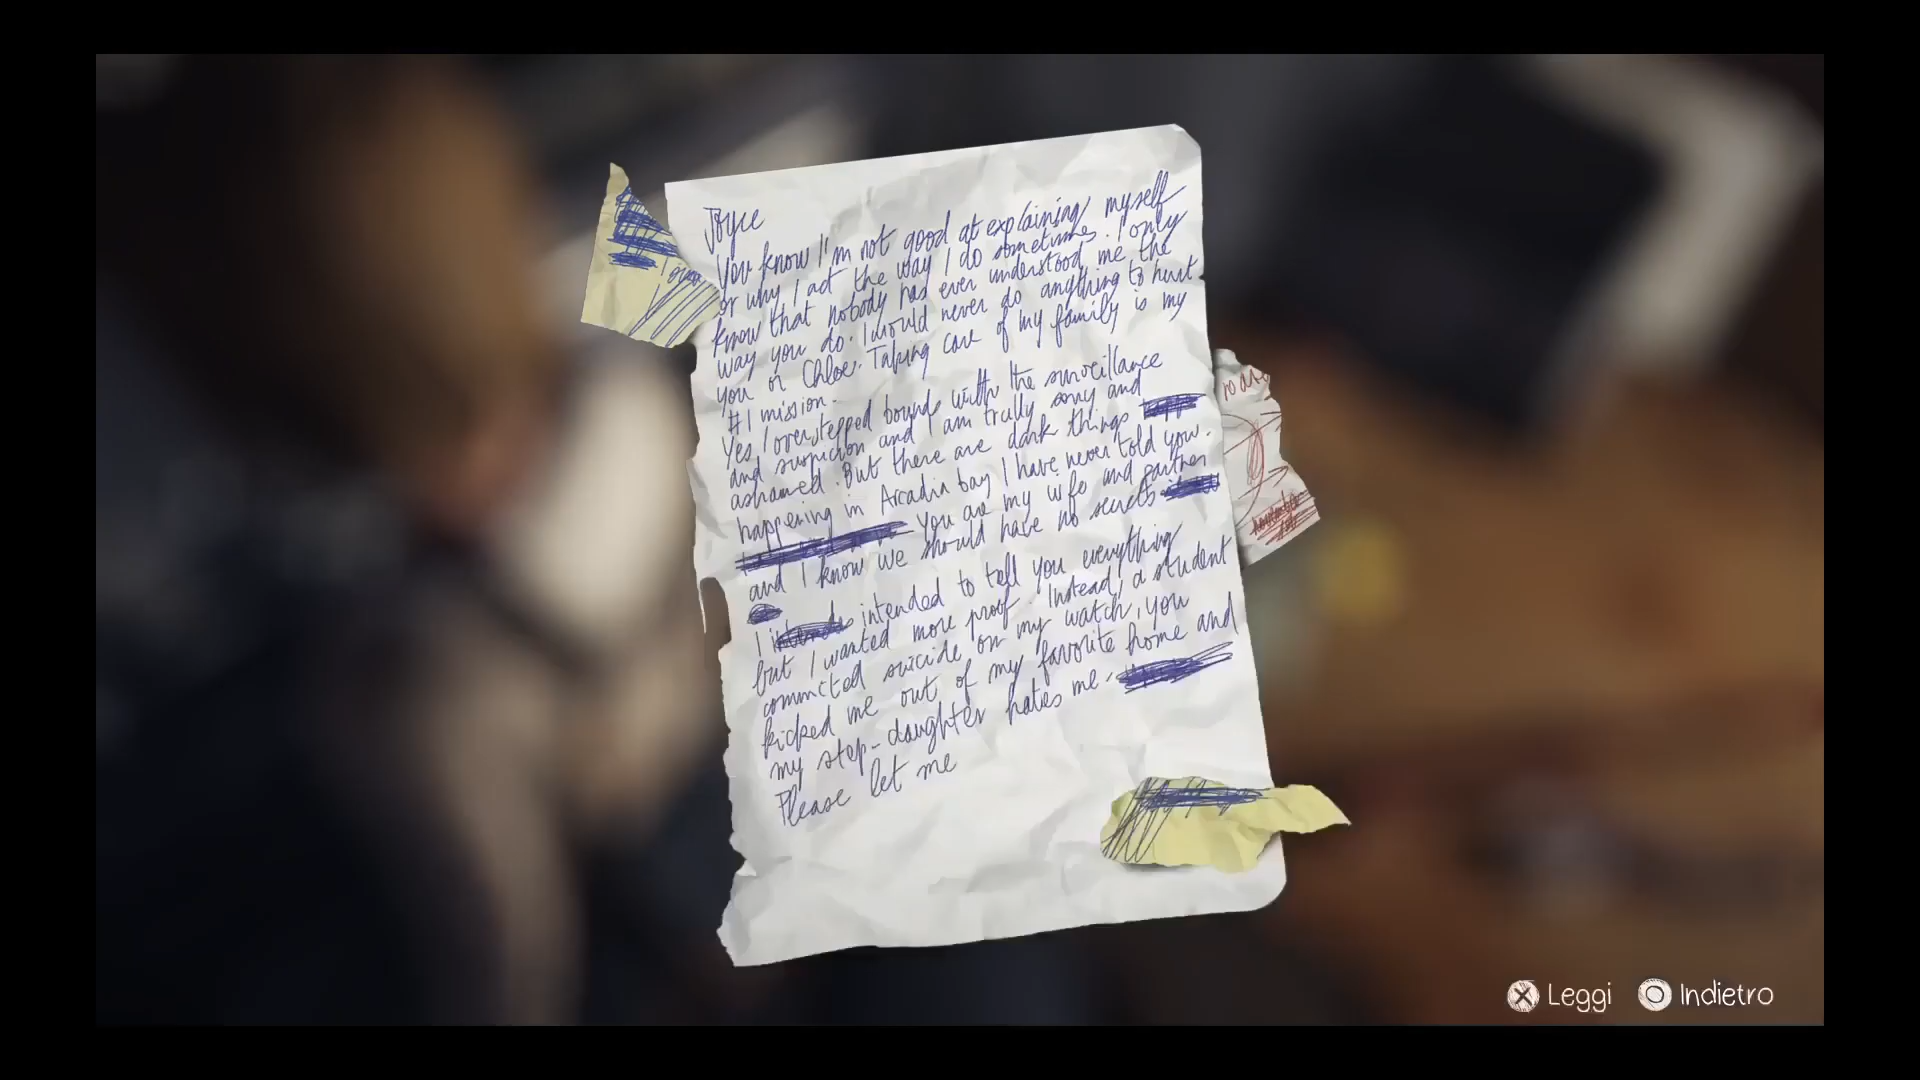 Joyce
You know I'm not good at explaining myself
or why I act the way I do sometimes. I only
know that nobody has ever understood me the
way you do. I would never do anything to hurt
you or Chloe. Taking care of my family is my
#1 mission.
Yes I overstepped bounds with the surveillance
and suspicion and I am trully sorry and
ashamed. But there are dark things
happening in Arcadia bay I have never told you.
You are my wife and partner
and I know we should have no secrets
I intended to tell you everything
but I wanted more proof. Instead, a student
committed suicide on my watch, you
kicked me out of my favorite home and
my step-daughter hates me.
Please let me
Leggi
Indietro